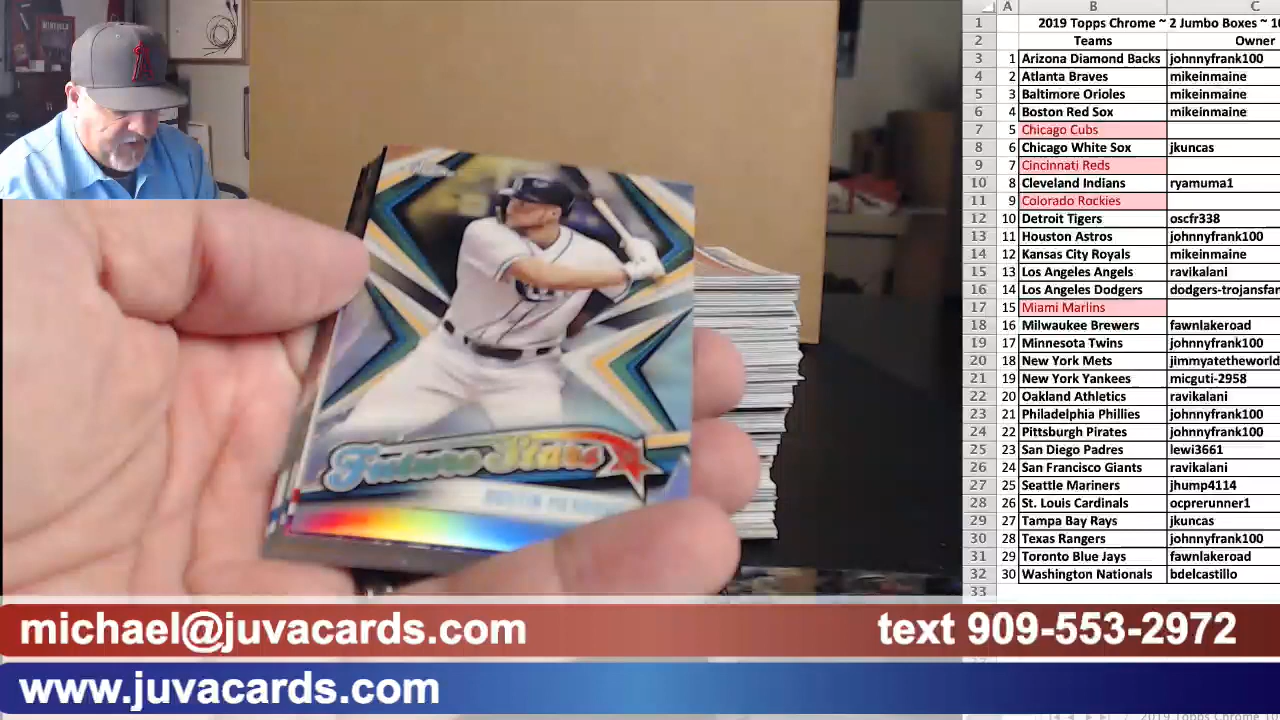 1 2019 Topps Chrome ~ 2 Jumbo Boxes ~ 1
A B C
2 Teams Owner
3 1 Arizona Diamond Backs johnnyfrank100
4 2 Atlanta Braves mikeinmaine
5 3 Baltimore Orioles mikeinmaine
6 4 Boston Red Sox mikeinmaine
7 5 Chicago Cubs
8 6 Chicago White Sox jkuncas
9 7 Cincinnati Reds
10 8 Cleveland Indians ryamuma1
11 9 Colorado Rockies
12 10 Detroit Tigers oscfr338
13 11 Houston Astros johnnyfrank100
14 12 Kansas City Royals mikeinmaine
15 13 Los Angeles Angels ravikalani
16 14 Los Angeles Dodgers dodgers-trojansfan
17 15 Miami Marlins
18 16 Milwaukee Brewers fawnlakeroad
19 17 Minnesota Twins johnnyfrank100
20 18 New York Mets jimmyatetheworld
21 19 New York Yankees micguti-2958
22 20 Oakland Athletics ravikalani
23 21 Philadelphia Phillies johnnyfrank100
24 22 Pittsburgh Pirates johnnyfrank100
25 23 San Diego Padres lewi3661
26 24 San Francisco Giants ravikalani
27 25 Seattle Mariners jhump4114
28 26 St. Louis Cardinals ocprerunner1
29 27 Tampa Bay Rays jkuncas
30 28 Texas Rangers johnnyfrank100
31 29 Toronto Blue Jays fawnlakeroad
32 30 Washington Nationals bdelcastillo
33
Future Stars
michael@juvacards.com text 909-553-2972
www.juvacards.com